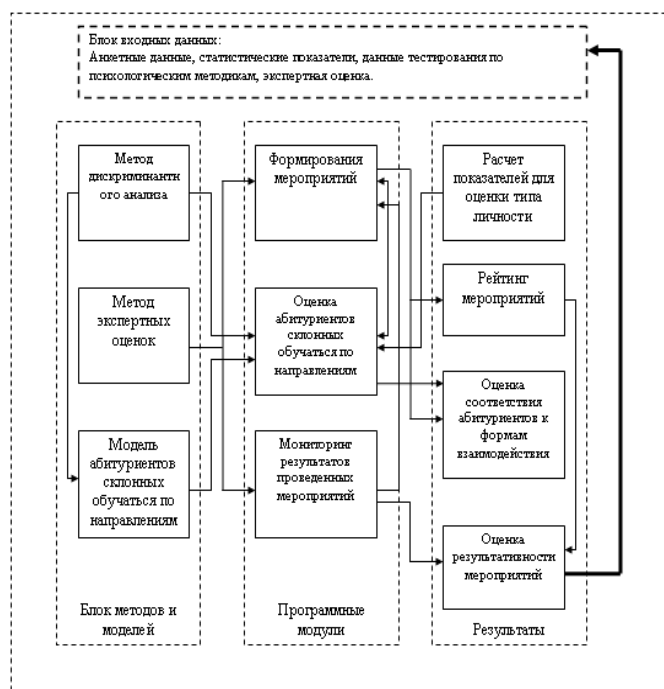 Блок входных данных:
Анкетные данные, статистические показатели, данные тестирования по
психологическим методикам, экспертная оценка.
Метод
дискриминантн
ого анализа
Метод
экспертных
оценок
Модель
абитуриентов
склонных
обучаться по
направлениям
Блок методов и
моделей
Формирования
мероприятий
Оценка
абитуриентов
склонных
обучаться по
направлениям
Мониторинг
результатов
проведенных
мероприятий
Программные
модули
Расчет
показателей для
оценки типа
личности
Рейтинг
мероприятий
Оценка
соответствия
абитуриентов к
формам
взаимодействия
Оценка
результативности
мероприятий
Результаты